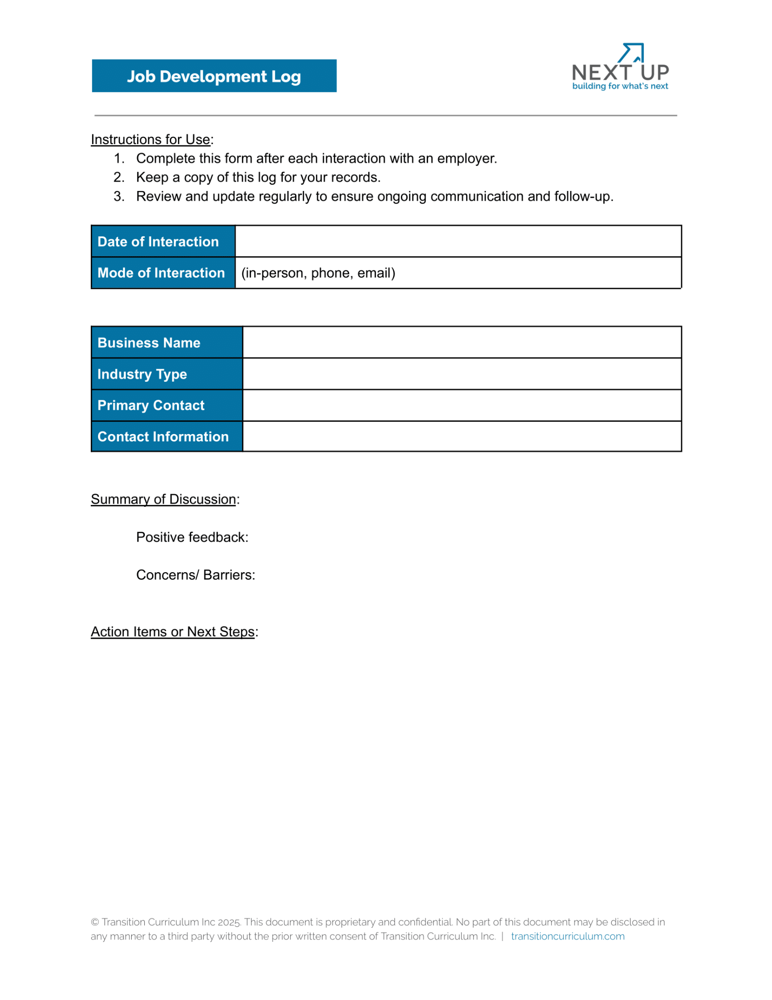 Job Development Log
NEXT UP
building for what's next
Instructions for Use:
1. Complete this form after each interaction with an employer.
2. Keep a copy of this log for your records.
3. Review and update regularly to ensure ongoing communication and follow-up.
Date of Interaction
Mode of Interaction (in-person, phone, email)
Business Name
Industry Type
Primary Contact
Contact Information
Summary of Discussion:
Positive feedback:
Concerns/ Barriers:
Action Items or Next Steps:
© Transition Curriculum Inc 2025. This document is proprietary and confidential. No part of this document may be disclosed in
any manner to a third party without the prior written consent of Transition Curriculum Inc. | transitioncurriculum.com